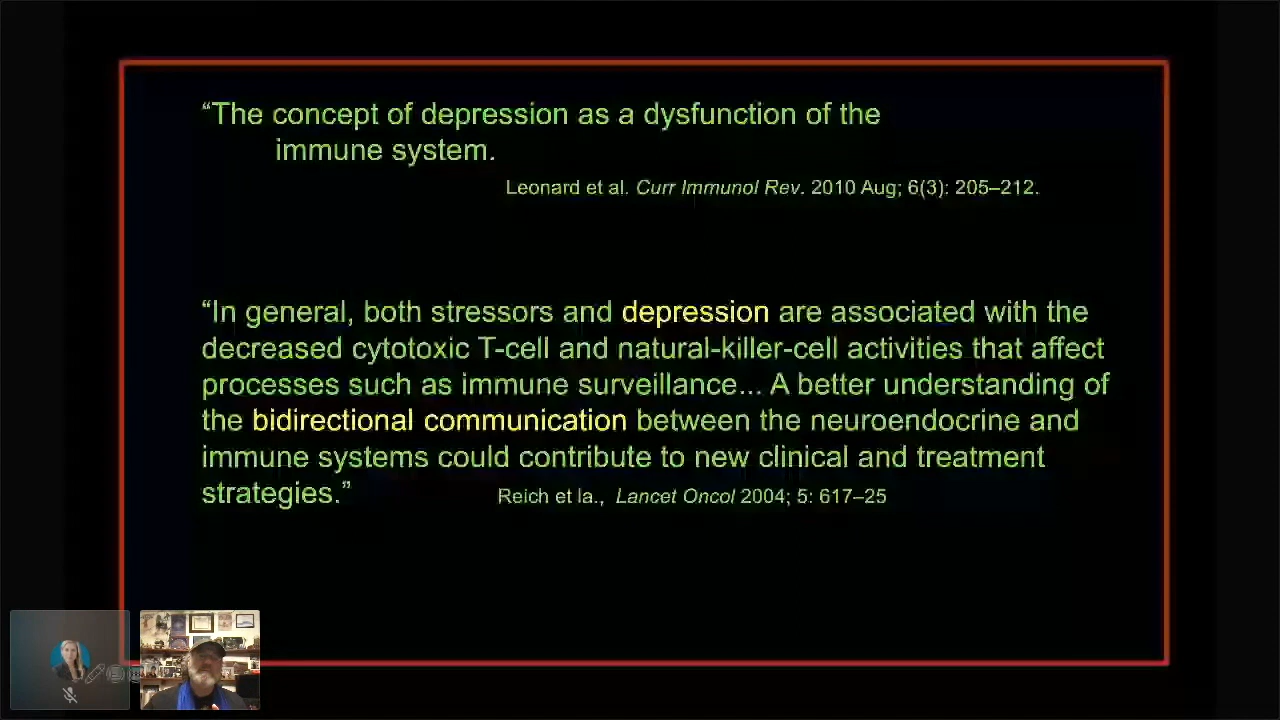 “The concept of depression as a dysfunction of the
immune system.
Leonard et al. Curr Immunol Rev. 2010 Aug; 6(3): 205–212.
“In general, both stressors and depression are associated with the
decreased cytotoxic T-cell and natural-killer-cell activities that affect
processes such as immune surveillance... A better understanding of
the bidirectional communication between the neuroendocrine and
immune systems could contribute to new clinical and treatment
strategies.” Reich et la., Lancet Oncol 2004; 5: 617–25